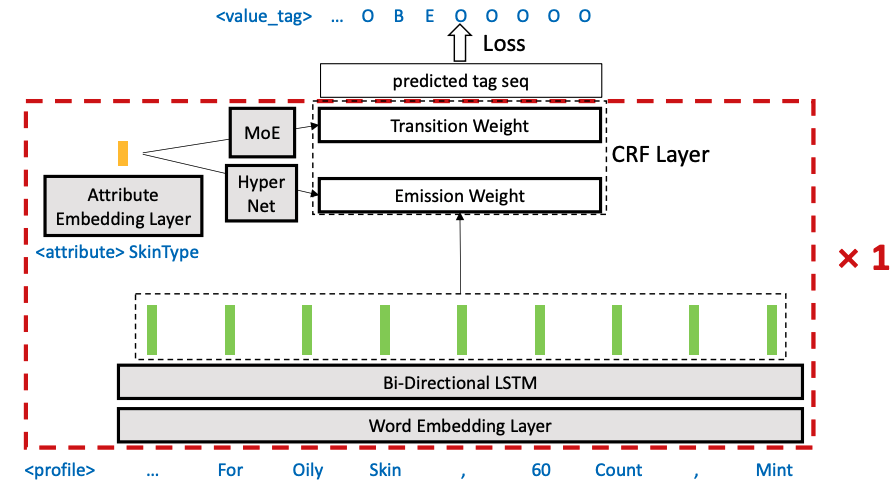 <value_tag> ... O B E O O O O O
Loss
predicted tag seq
MoE
Transition Weight
CRF Layer
Hyper
Net
Emission Weight
Attribute
Embedding Layer
<attribute> SkinType
× 1
Bi-Directional LSTM
Word Embedding Layer
<profile> ... For Oily Skin , 60 Count , Mint